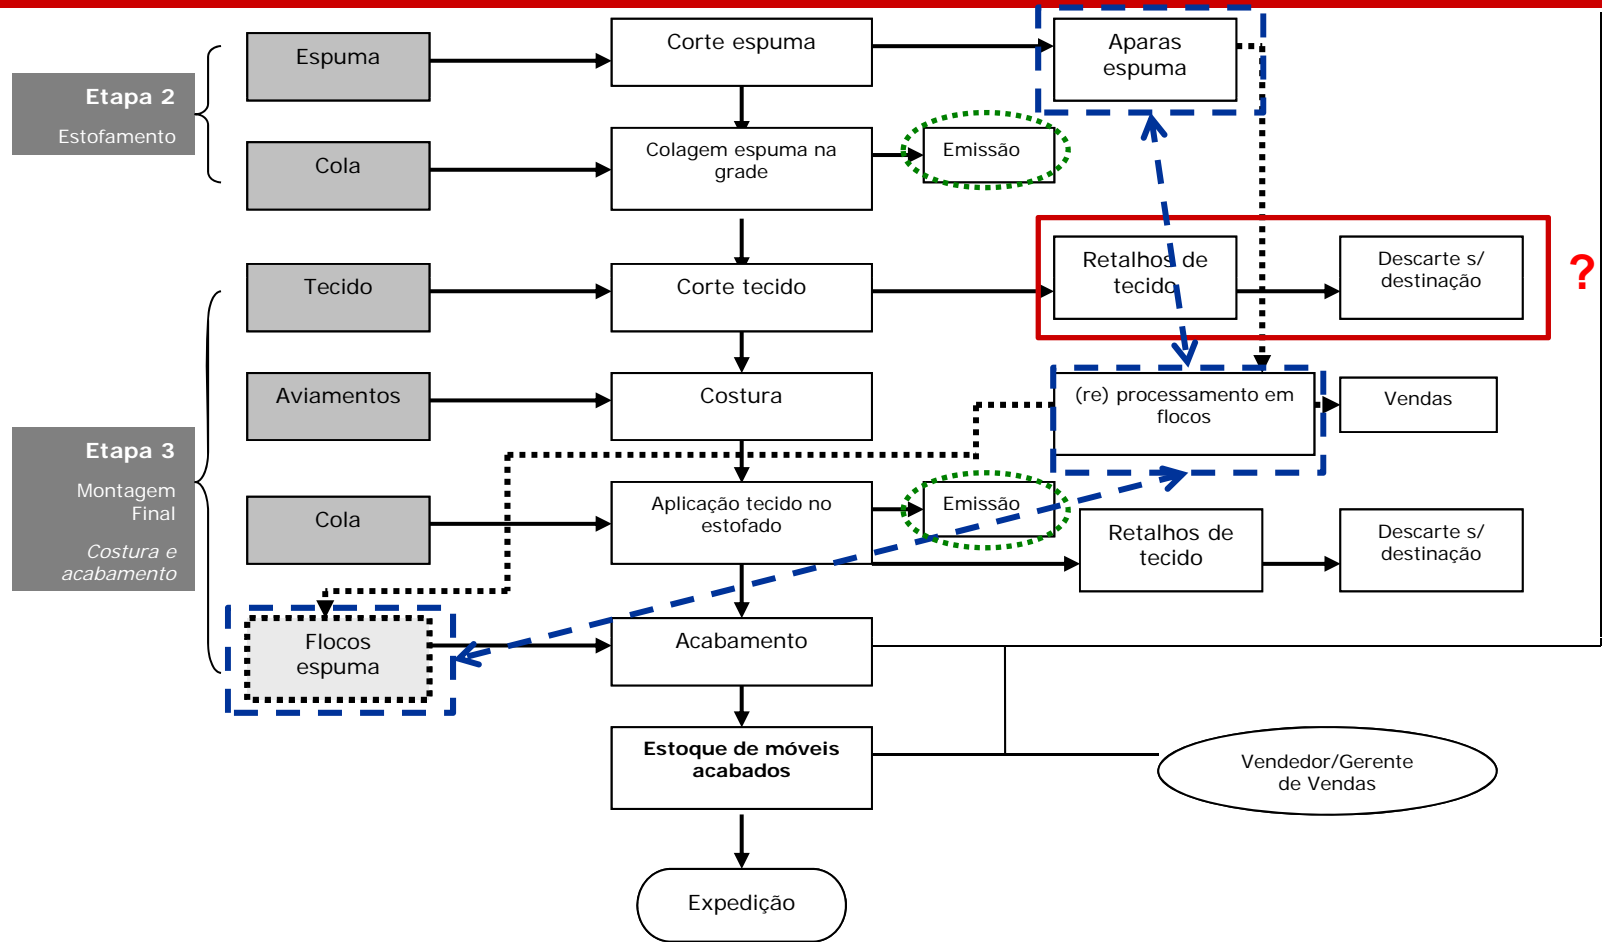 Espuma
Corte espuma
Aparas
espuma
Etapa 2
Estofamento
Cola
Colagem espuma na
grade
Emissão
Tecido
Corte tecido
Retalhos de
tecido
Descarte s/
destinação
?
Aviamentos
Costura
(re) processamento em
flocos
Vendas
Etapa 3
Montagem
Final
Costura e
acabamento
Cola
Aplicação tecido no
estofado
Emissão
Retalhos de
tecido
Descarte s/
destinação
Flocos
espuma
Acabamento
Estoque de móveis
acabados
Vendedor/Gerente
de Vendas
Expedição